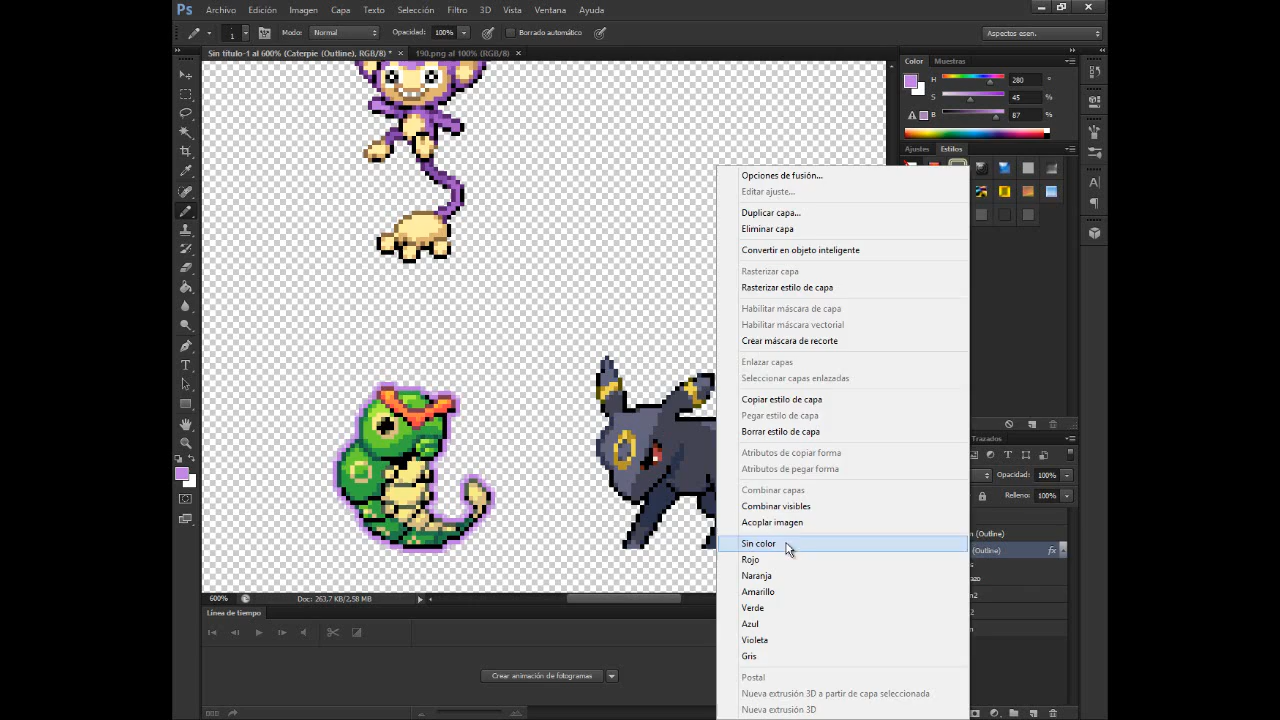 Ps Archivo Edición Imagen Capa Texto Selección Filtro 3D Vista Ventana Ayuda
1 Modo: Normal Opacidad: 100% Borrado automático Aspectos esen.
Sin título-1 al 600% (Caterpie (Outline), RGB/8) * × 190.png al 100% (RGB/8) ×
Color Muestras
H 280 °
S 45 %
B 87 %
Ajustes Estilos
Opciones de fusión...
Editar ajuste...
Duplicar capa...
Eliminar capa
Convertir en objeto inteligente
Rasterizar capa
Rasterizar estilo de capa
Habilitar máscara de capa
Habilitar máscara vectorial
Crear máscara de recorte
Enlazar capas
Seleccionar capas enlazadas
Copiar estilo de capa
Pegar estilo de capa
Borrar estilo de capa
Atributos de copiar forma
Atributos de pegar forma
Combinar capas
Combinar visibles
Acoplar imagen
Sin color
Rojo
Naranja
Amarillo
Verde
Azul
Violeta
Gris
Postal
Nueva extrusión 3D a partir de capa seleccionada
Nueva extrusión 3D
Trazados
Opacidad: 100%
Relleno: 100%
n (Outline)
(Outline) fx
600% Doc: 263,7 KB/2,58 MB
Línea de tiempo
Crear animación de fotogramas